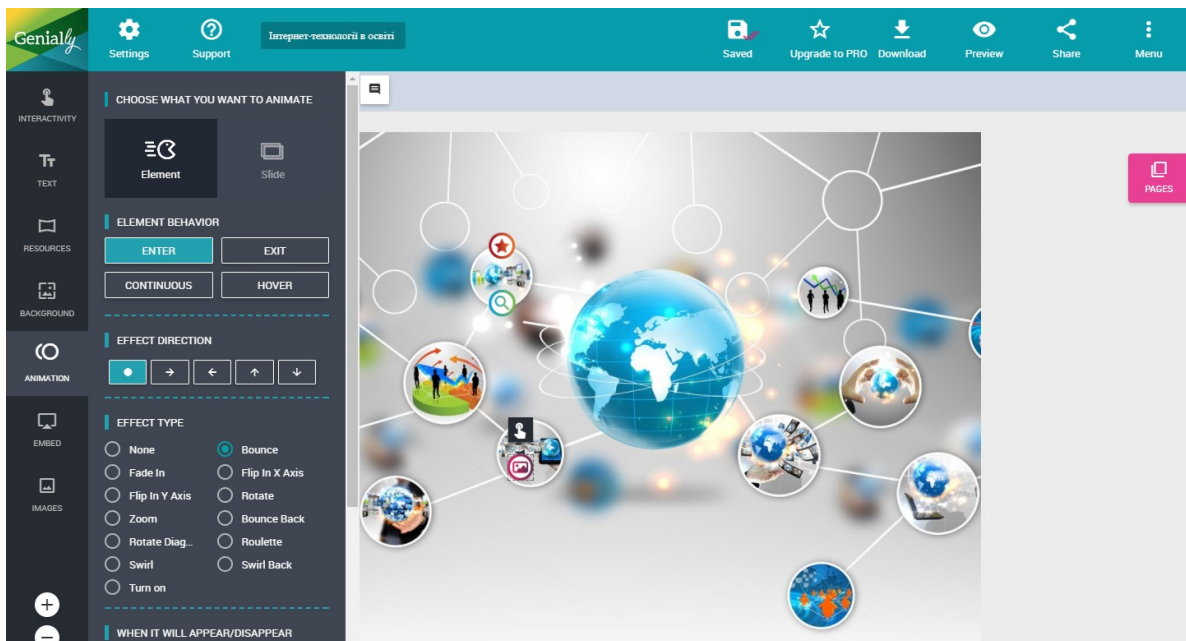 Genially
Settings
Support
Інтернет-технології в освіті
Saved
Upgrade to PRO
Download
Preview
Share
Menu
INTERACTIVITY
TEXT
RESOURCES
BACKGROUND
ANIMATION
EMBED
IMAGES
CHOOSE WHAT YOU WANT TO ANIMATE
Element
Slide
ELEMENT BEHAVIOR
ENTER
EXIT
CONTINUOUS
HOVER
EFFECT DIRECTION
EFFECT TYPE
None
Bounce
Fade In
Flip In X Axis
Flip In Y Axis
Rotate
Zoom
Bounce Back
Rotate Diag...
Roulette
Swirl
Swirl Back
Turn on
WHEN IT WILL APPEAR/DISAPPEAR
PAGES